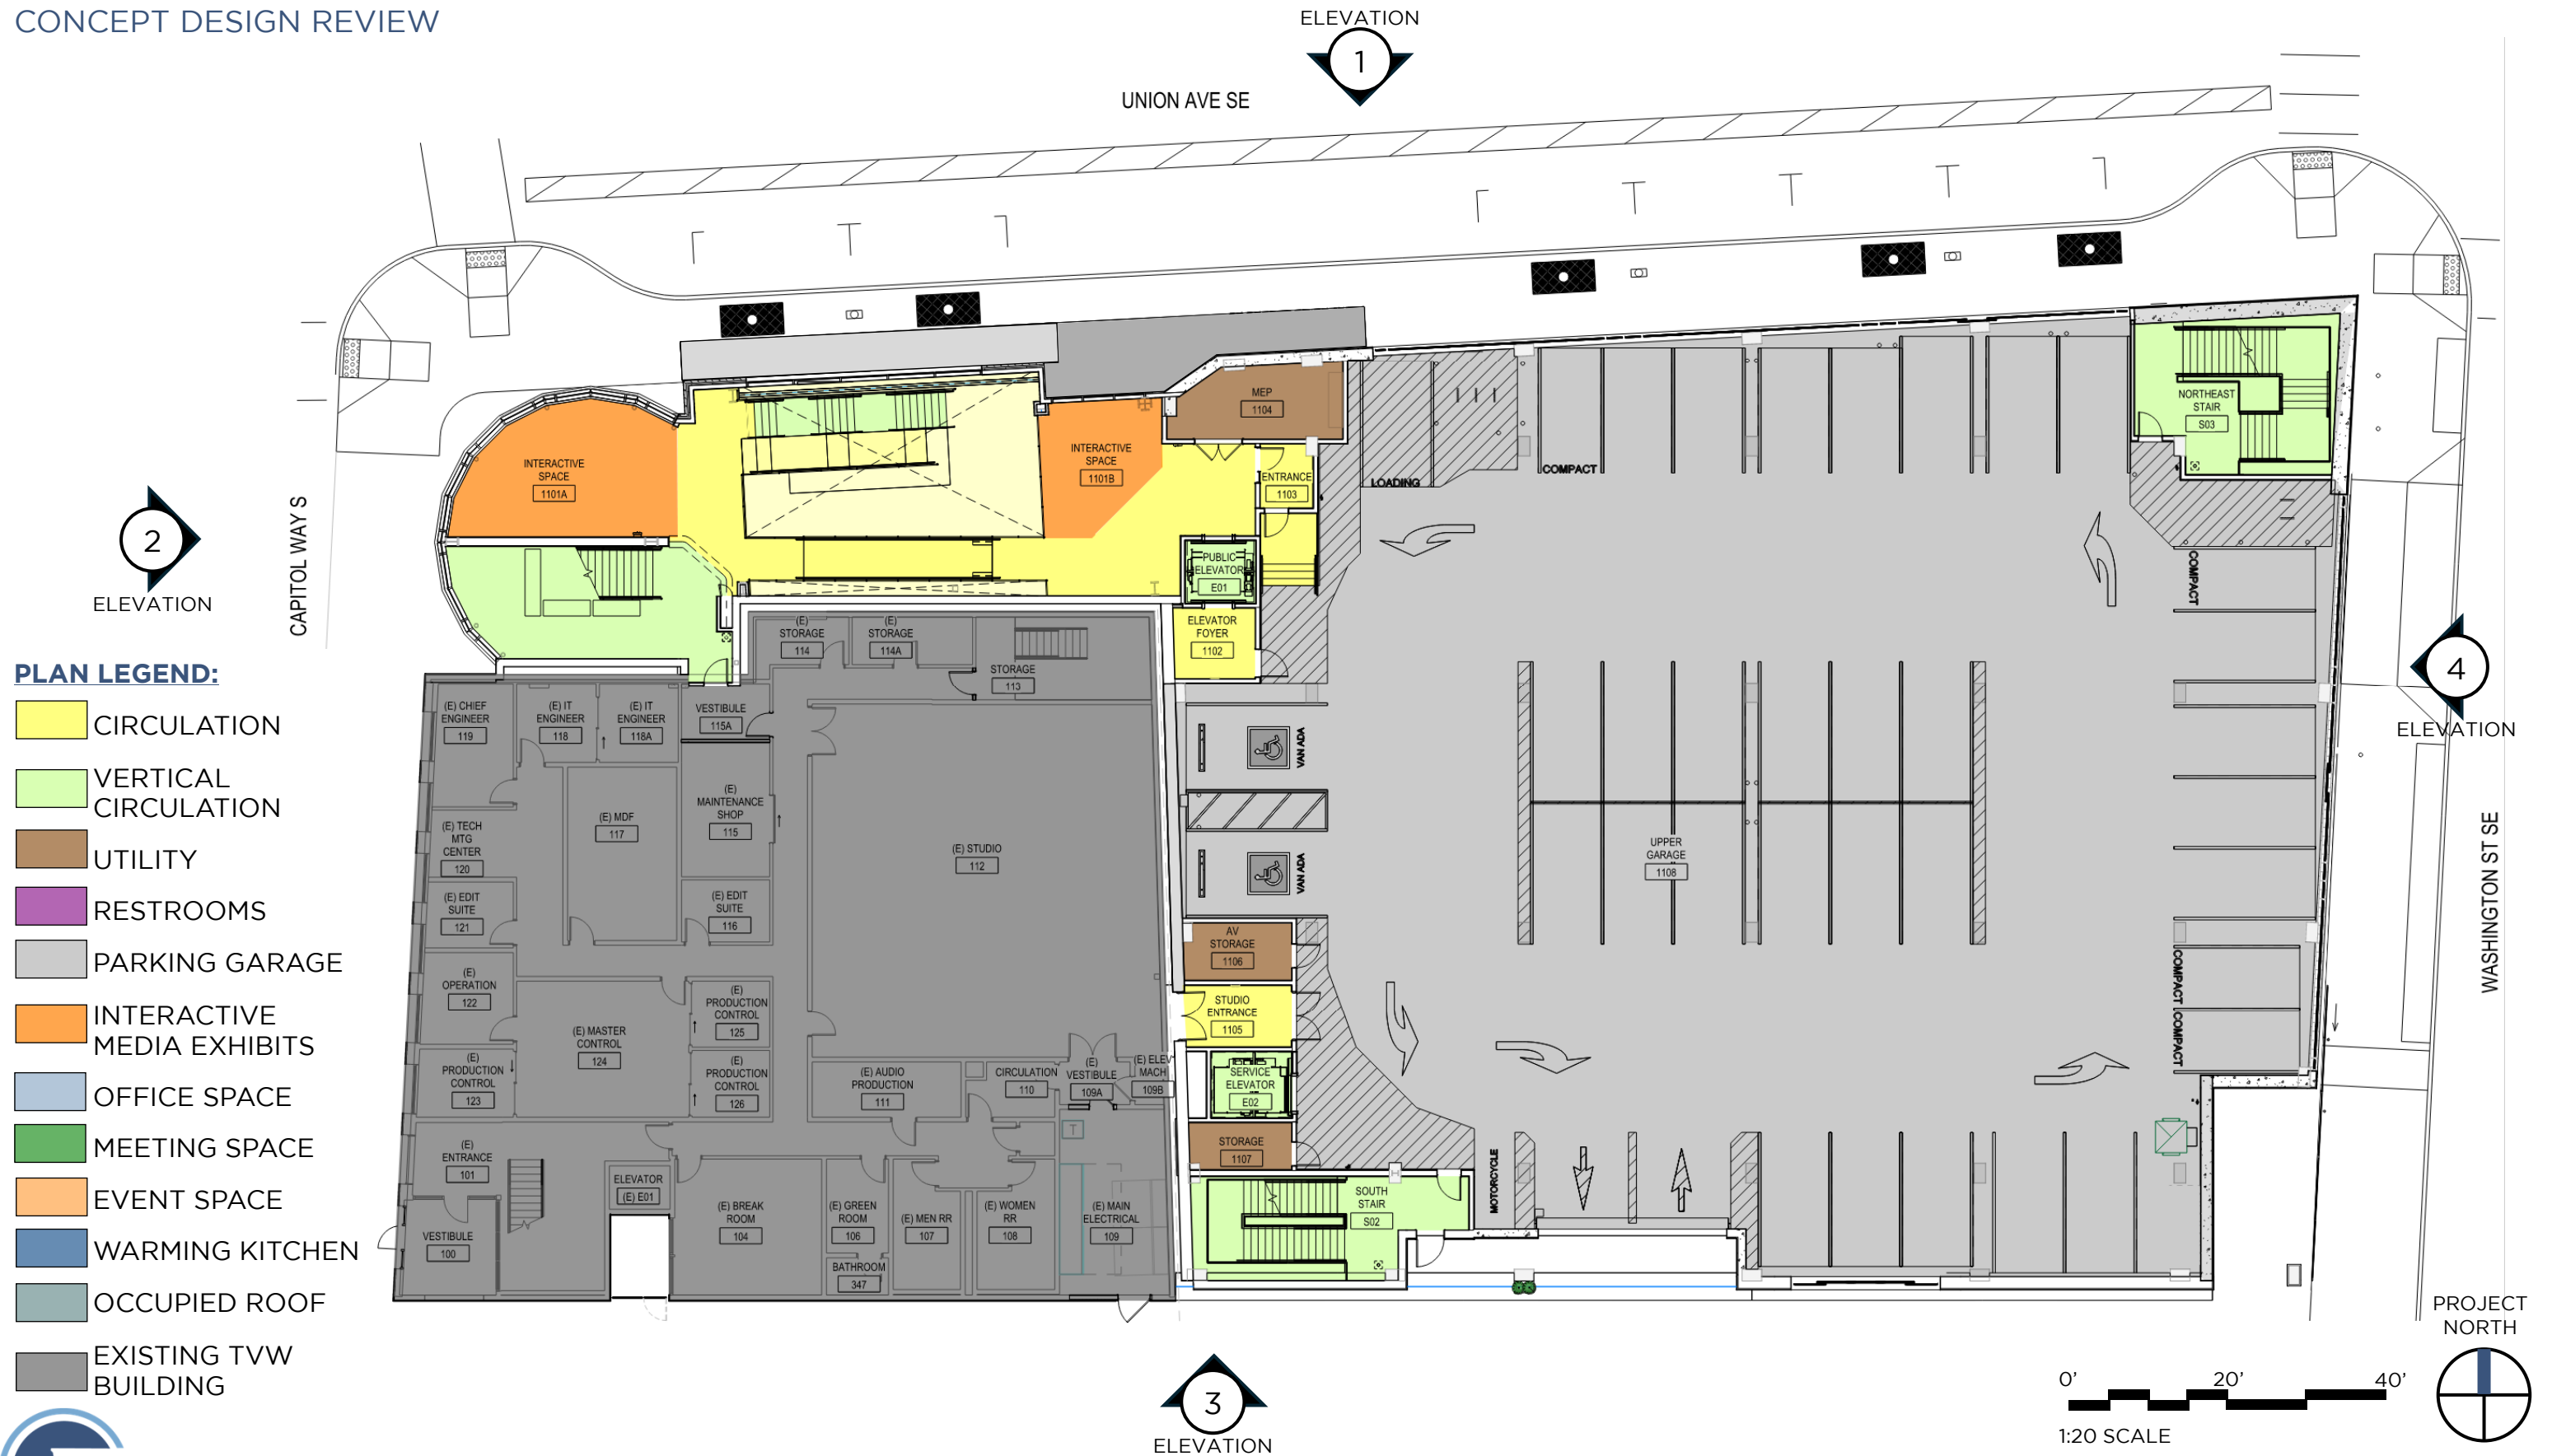 CONCEPT DESIGN REVIEW
ELEVATION
1
UNION AVE SE
2
ELEVATION
CAPITOL WAY S
INTERACTIVE
SPACE
1101A
INTERACTIVE
SPACE
1101B
MEP
1104
ENTRANCE
1103
PUBLIC
ELEVATOR
E01
ELEVATOR
FOYER
1102
LOADING
COMPACT
NORTHEAST
STAIR
S03
COMPACT
4
ELEVATION
WASHINGTON ST SE
PLAN LEGEND:
CIRCULATION
VERTICAL
CIRCULATION
UTILITY
RESTROOMS
PARKING GARAGE
INTERACTIVE
MEDIA EXHIBITS
OFFICE SPACE
MEETING SPACE
EVENT SPACE
WARMING KITCHEN
OCCUPIED ROOF
EXISTING TVW
BUILDING
(E)
STORAGE
114
(E)
STORAGE
114A
STORAGE
113
(E) CHIEF
ENGINEER
119
(E) IT
ENGINEER
118
(E) IT
ENGINEER
118A
VESTIBULE
115A
(E)
MAINTENANCE
SHOP
115
(E) MDF
117
(E) TECH
MTG
CENTER
120
(E) EDIT
SUITE
121
(E) EDIT
SUITE
116
(E) STUDIO
112
(E)
OPERATION
122
(E) MASTER
CONTROL
124
(E)
PRODUCTION
CONTROL
125
(E)
PRODUCTION
CONTROL
123
(E)
PRODUCTION
CONTROL
126
(E) AUDIO
PRODUCTION
111
CIRCULATION
110
(E)
VESTIBULE
109A
(E) ELEV
MACH
109B
(E)
ENTRANCE
101
ELEVATOR
(E) E01
VESTIBULE
100
(E) BREAK
ROOM
104
(E) GREEN
ROOM
106
BATHROOM
347
(E) MEN RR
107
(E) WOMEN
RR
108
T
(E) MAIN
ELECTRICAL
109
VAN ADA
VAN ADA
UPPER
GARAGE
1108
AV
STORAGE
1106
STUDIO
ENTRANCE
1105
SERVICE
ELEVATOR
E02
STORAGE
1107
SOUTH
STAIR
S02
MOTORCYCLE
COMPACT
COMPACT
3
ELEVATION
0'
20'
40'
1:20 SCALE
PROJECT
NORTH